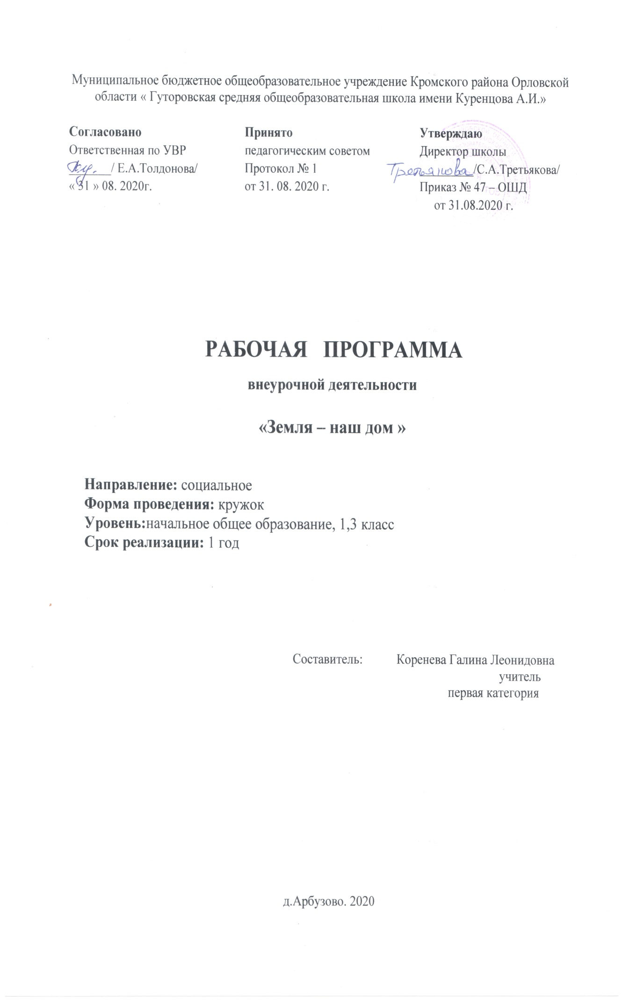 Муниципальное бюджетное общеобразовательное учреждение Кромского района Орловской
области « Гуторовская средняя общеобразовательная школа имени Куренцова А.И.»
Согласовано
Ответственная по УВР
________/ Е.А.Толдонова/
« 31 » 08. 2020г.
Принято
педагогическим советом
Протокол № 1
от 31. 08. 2020 г.
Утверждаю
Директор школы
Третьякова /С.А.Третьякова/
Приказ № 47 – ОШД
от 31.08.2020 г.
РАБОЧАЯ ПРОГРАММА
внеурочной деятельности
«Земля – наш дом »
Направление: социальное
Форма проведения: кружок
Уровень:начальное общее образование, 1,3 класс
Срок реализации: 1 год
Составитель: Коренева Галина Леонидовна
учитель
первая категория
д.Арбузово. 2020